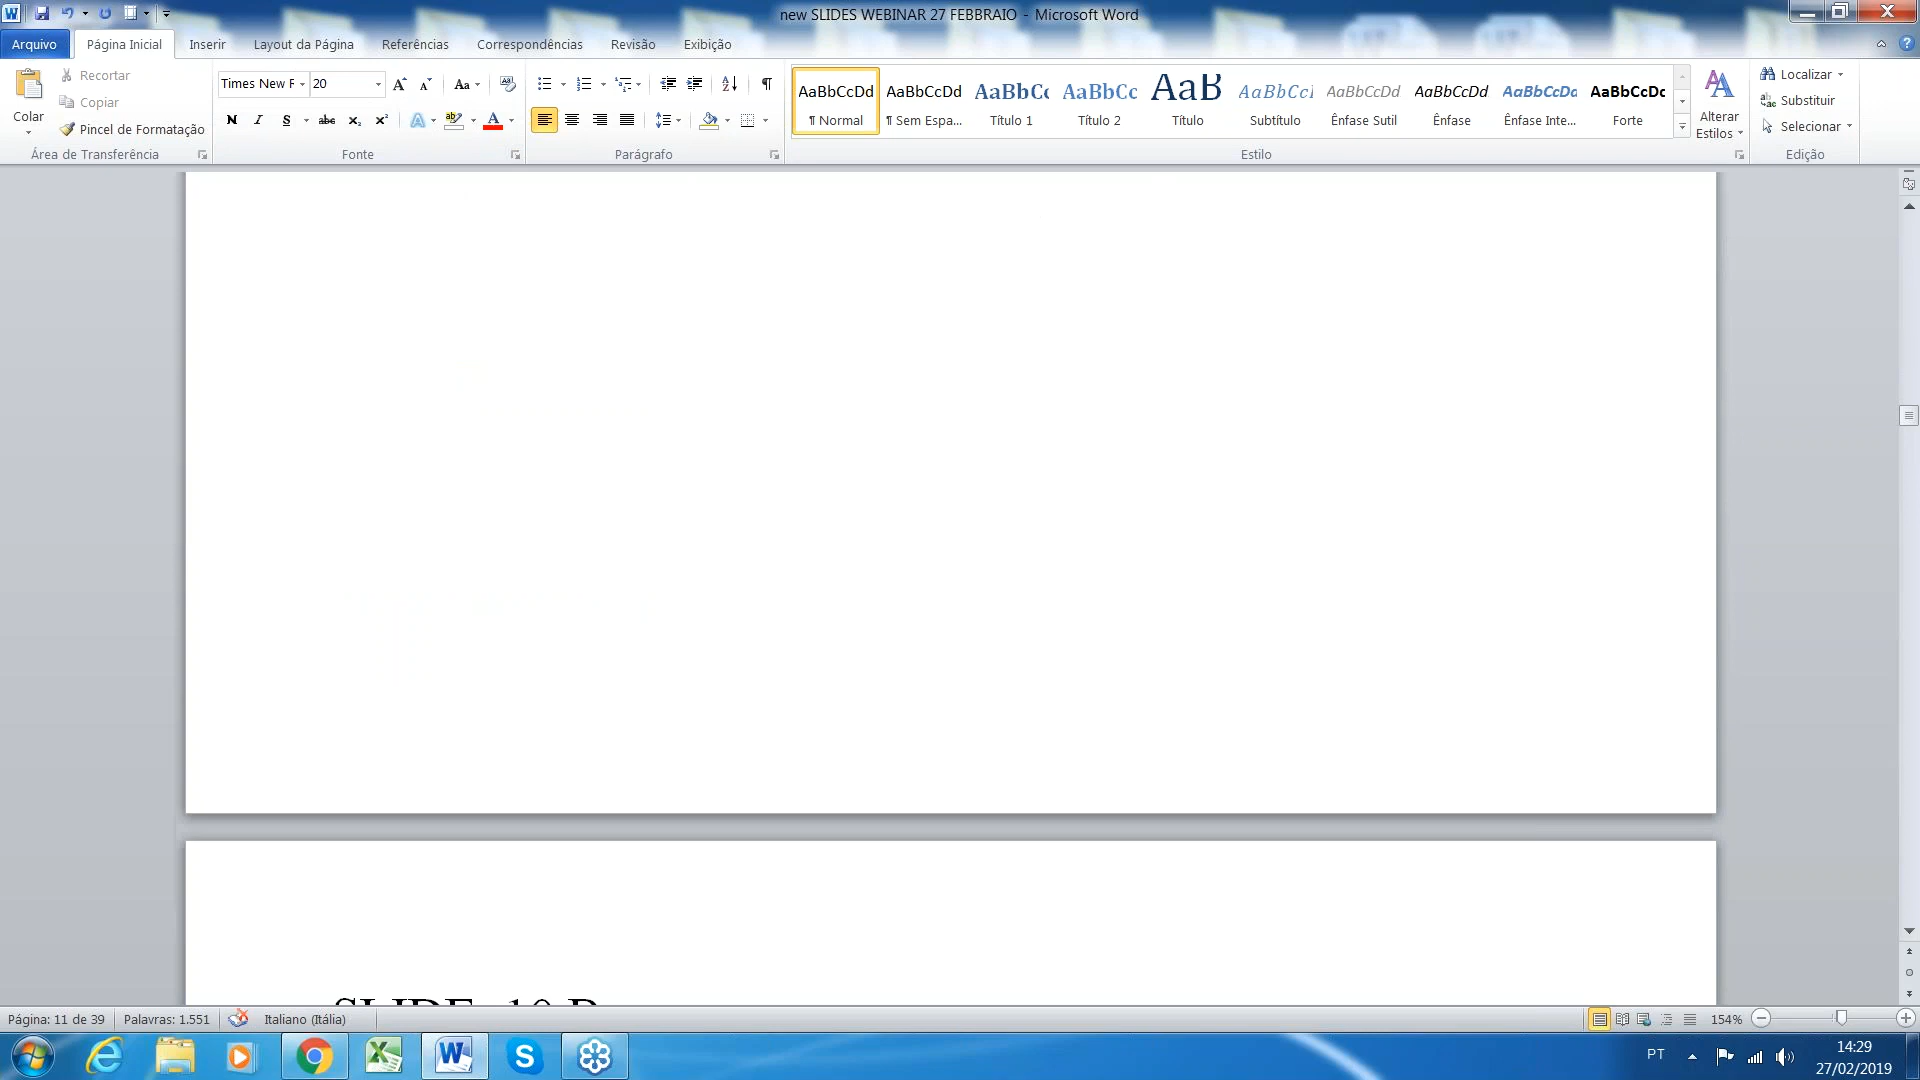 new SLIDES WEBINAR 27 FEBBRAIO - Microsoft Word
Arquivo Página Inicial Inserir Layout da Página Referências Correspondências Revisão Exibição
Colar
Recortar
Copiar
Pincel de Formatação
Área de Transferência
Times New F 20
Fonte
Parágrafo
AaBbCcDd AaBbCcDd AaBbCc AaBbCc AaB AaBbCcI AaBbCcDd AaBbCcDd AaBbCcDd AaBbCcDc
¶ Normal ¶ Sem Espa... Título 1 Título 2 Título Subtítulo Ênfase Sutil Ênfase Ênfase Inte... Forte
Estilo
Alterar
Estilos
Localizar
Substituir
Selecionar
Edição
Página: 11 de 39 Palavras: 1.551 Italiano (Itália) 154%
PT 14:29
27/02/2019